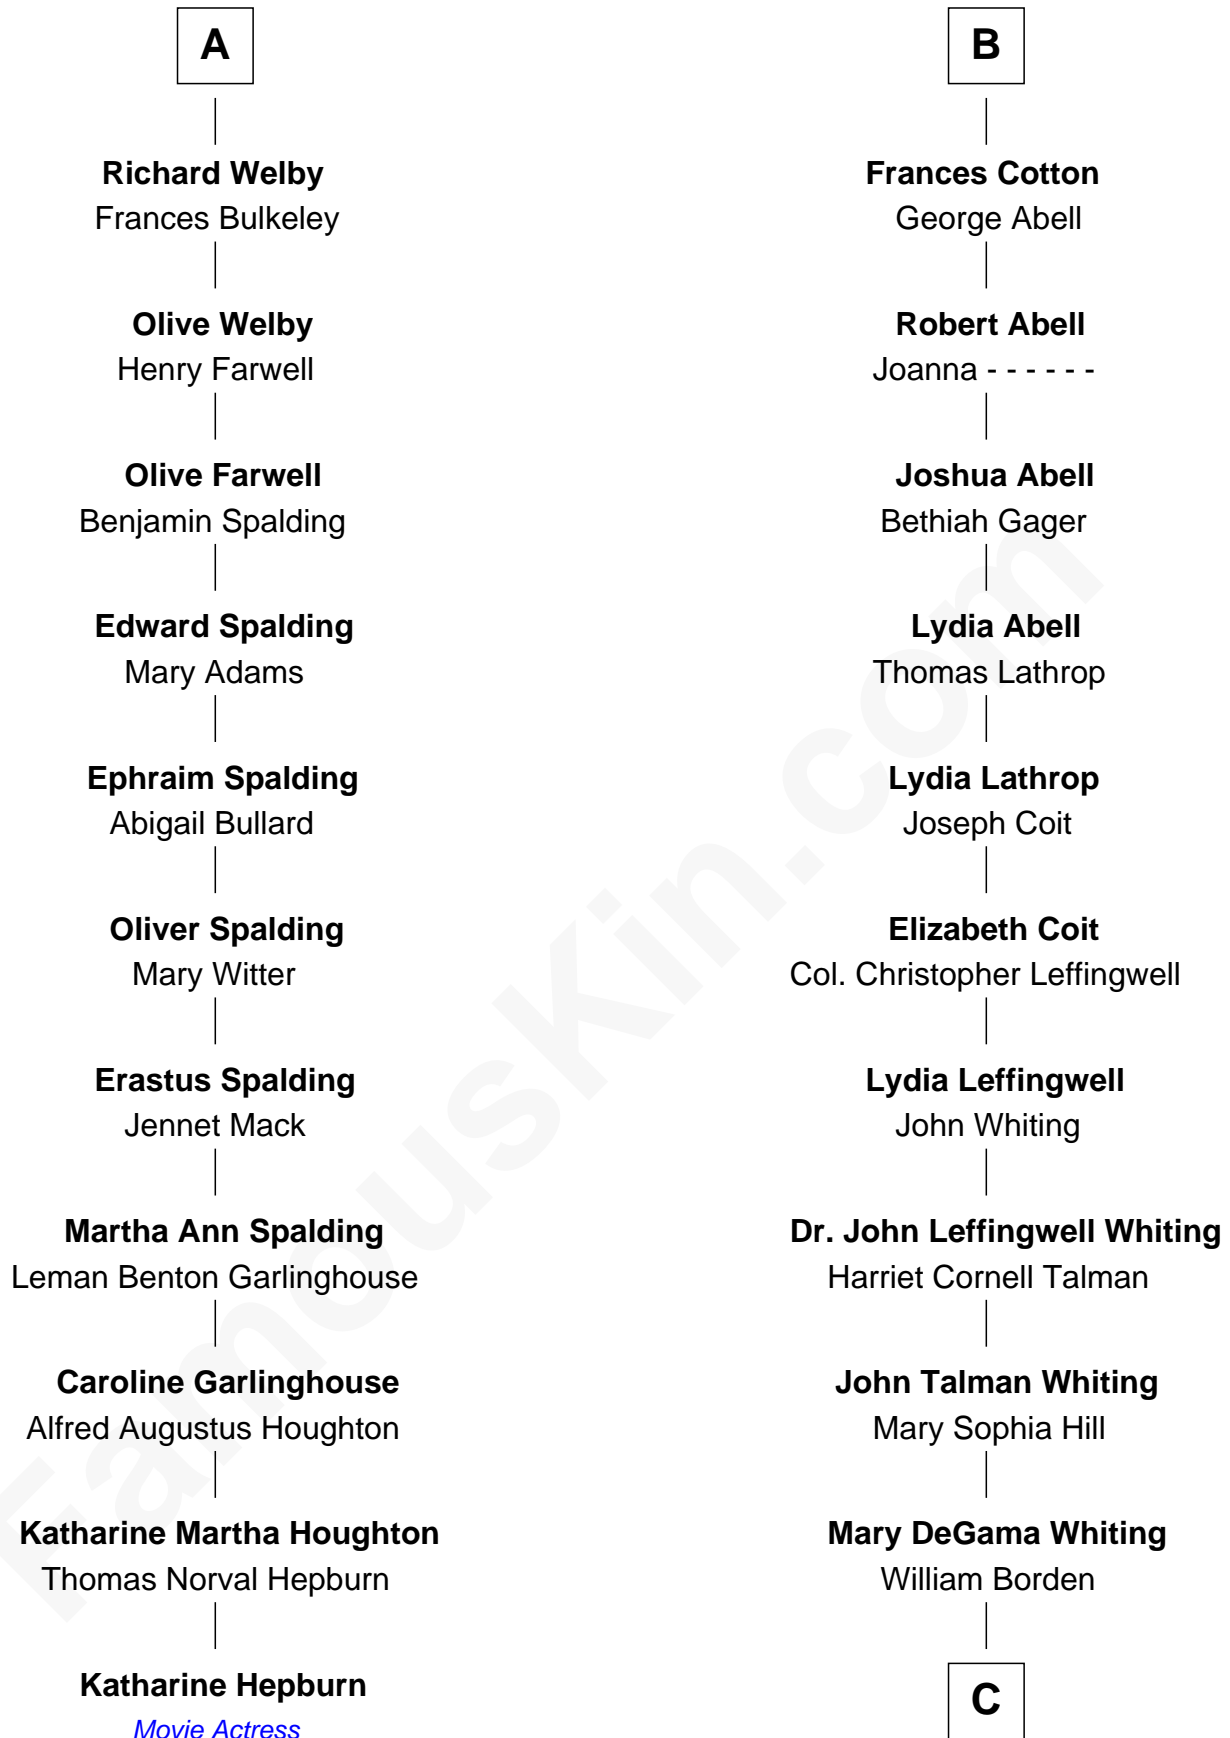 A
Richard Welby
Frances Bulkeley
Olive Welby
Henry Farwell
Olive Farwell
Benjamin Spalding
Edward Spalding
Mary Adams
Ephraim Spalding
Abigail Bullard
Oliver Spalding
Mary Witter
Erastus Spalding
Jennet Mack
Martha Ann Spalding
Leman Benton Garlinghouse
Caroline Garlinghouse
Alfred Augustus Houghton
Katharine Martha Houghton
Thomas Norval Hepburn
Katharine Hepburn
Movie Actress
B
Frances Cotton
George Abell
Robert Abell
Joanna - - - - - -
Joshua Abell
Bethiah Gager
Lydia Abell
Thomas Lathrop
Lydia Lathrop
Joseph Coit
Elizabeth Coit
Col. Christopher Leffingwell
Lydia Leffingwell
John Whiting
Dr. John Leffingwell Whiting
Harriet Cornell Talman
John Talman Whiting
Mary Sophia Hill
Mary DeGama Whiting
William Borden
C
FamousKin.com